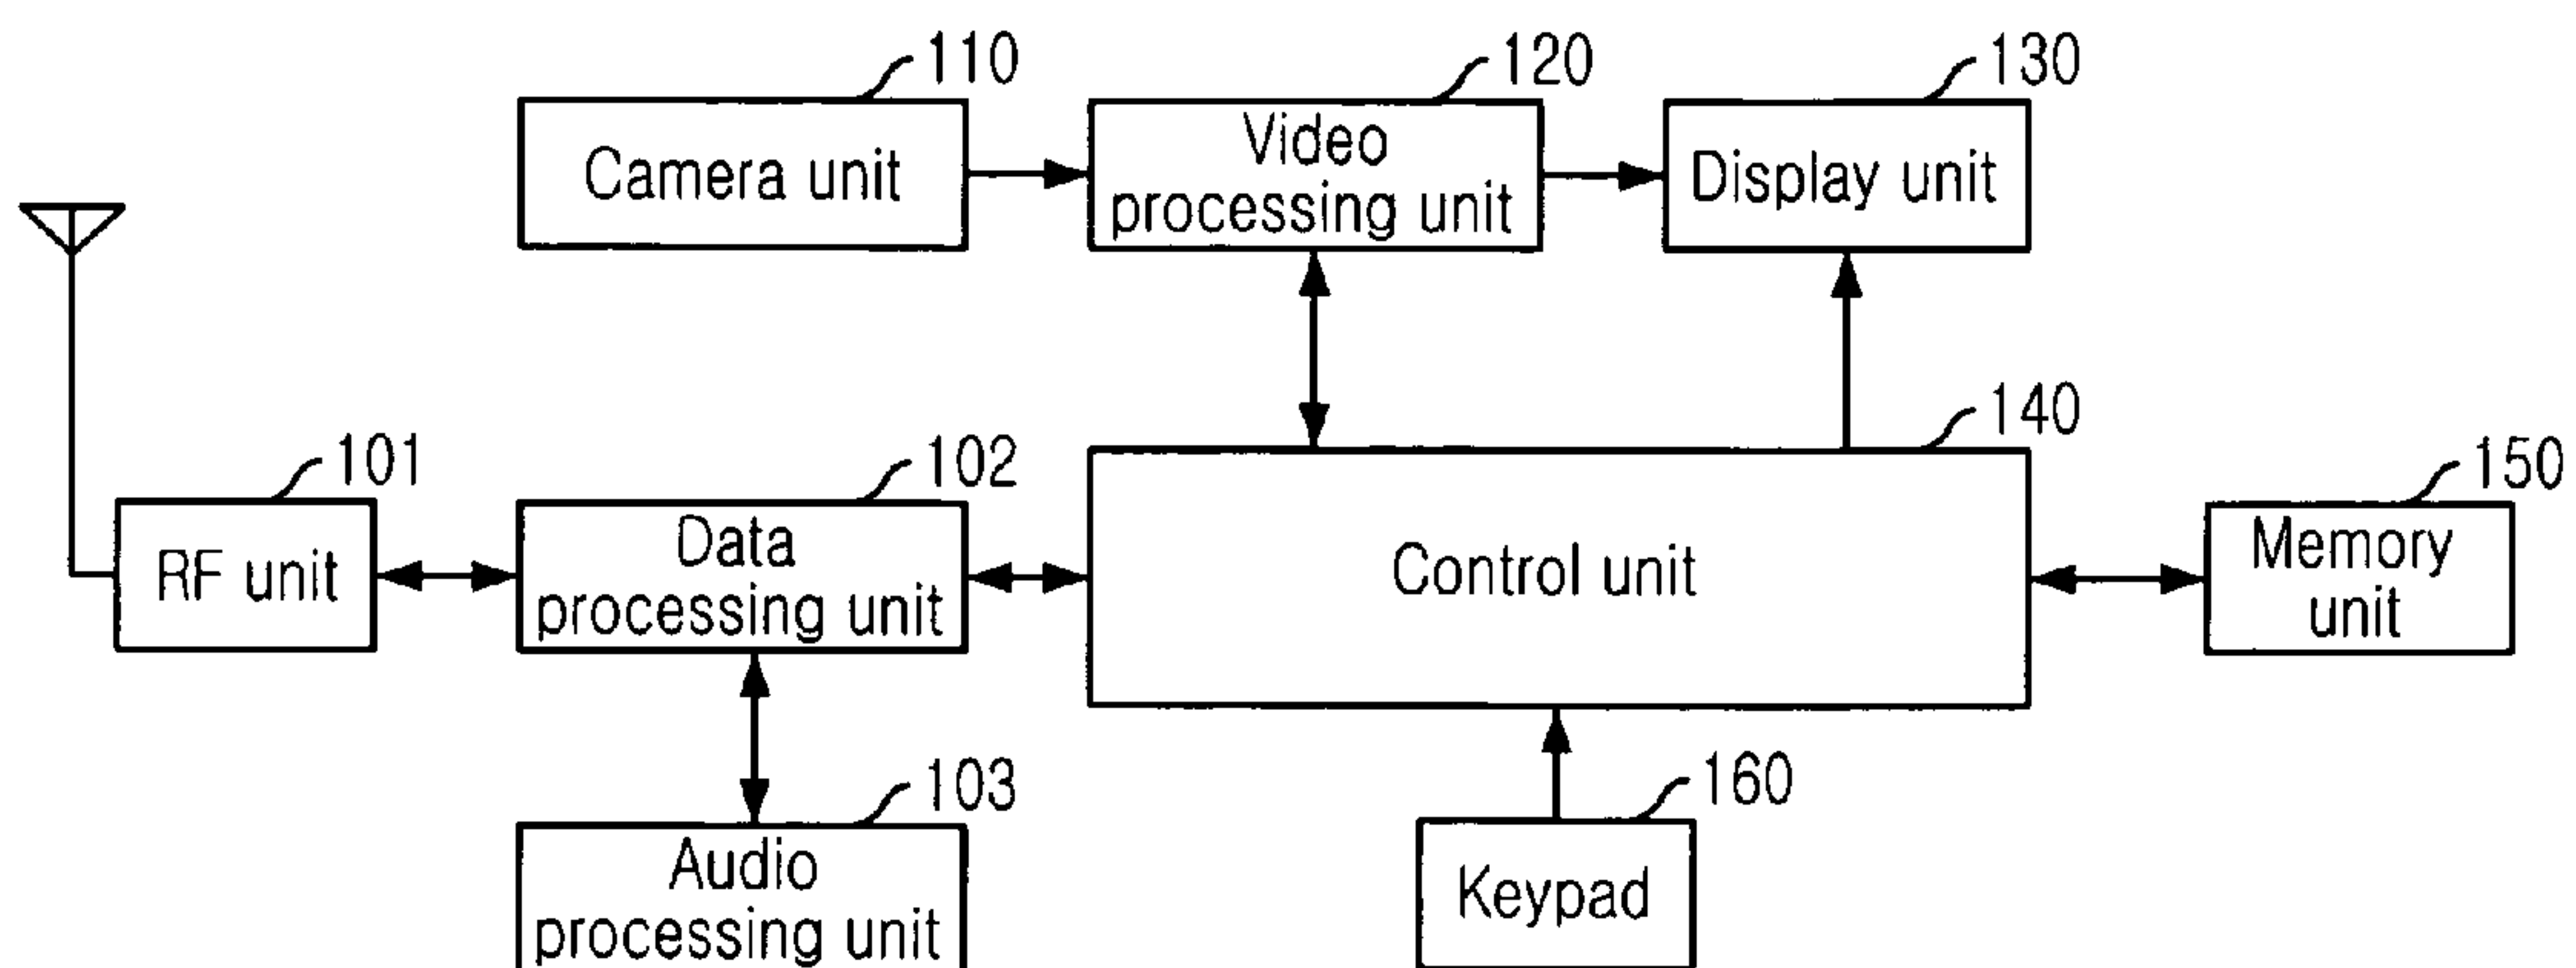 110
120
130
Camera unit
Video
processing unit
Display unit
101
102
140
150
RF unit
Data
processing unit
Control unit
Memory
unit
103
160
Audio
processing unit
Keypad